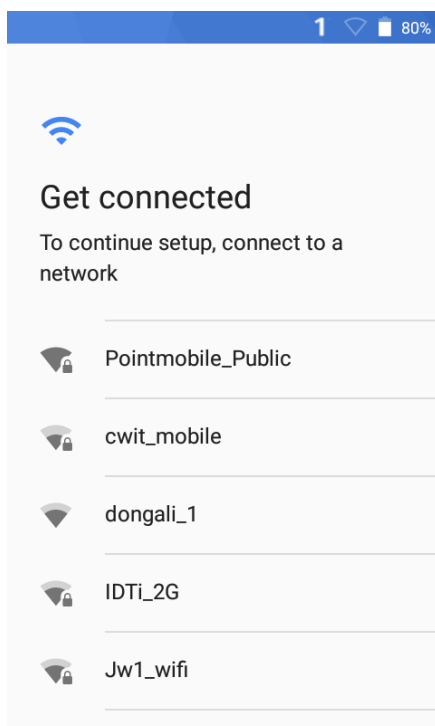 1 80%
Get connected
To continue setup, connect to a
network
Pointmobile_Public
cwit_mobile
dongali_1
IDTi_2G
Jw1_wifi